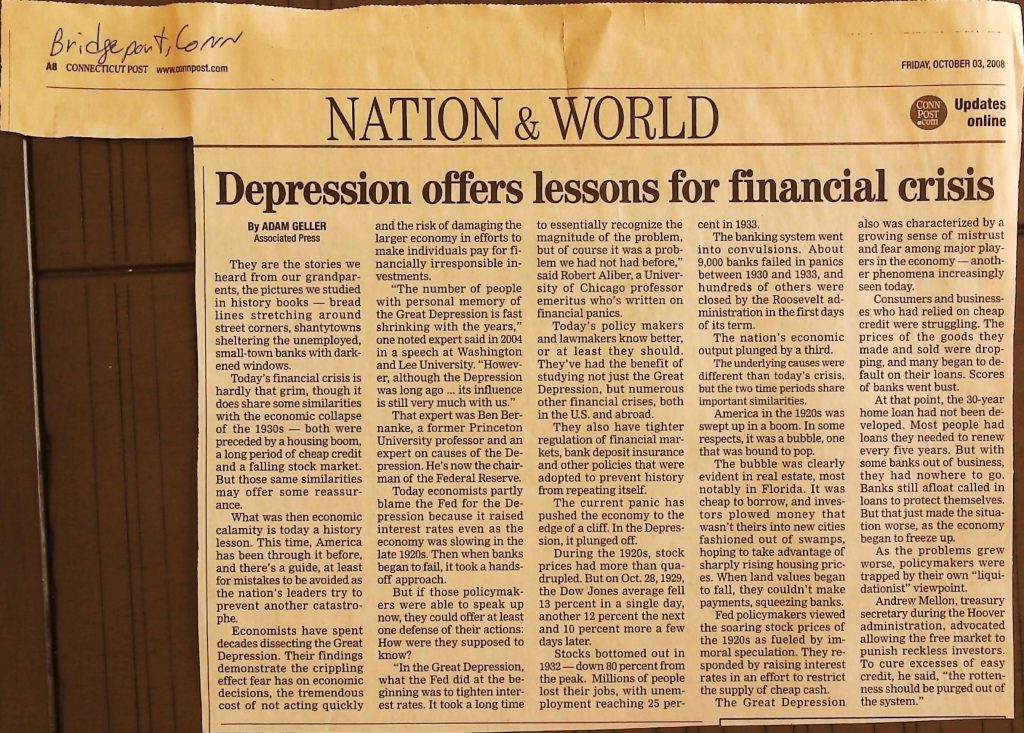 Bridgeport, Conn
A8 CONNECTICUT POST www.connpost.com
FRIDAY, OCTOBER 03, 2008
NATION & WORLD
CONN
POST
.com
Updates
online
Depression offers lessons for financial crisis
By ADAM GELLER
Associated Press
They are the stories we
heard from our grandpar-
ents, the pictures we studied
in history books — bread
lines stretching around
street corners, shantytowns
sheltering the unemployed,
small-town banks with dark-
ened windows.
Today's financial crisis is
hardly that grim, though it
does share some similarities
with the economic collapse
of the 1930s — both were
preceded by a housing boom,
a long period of cheap credit
and a falling stock market.
But those same similarities
may offer some reassur-
ance.
What was then economic
calamity is today a history
lesson. This time, America
has been through it before,
and there's a guide, at least
for mistakes to be avoided as
the nation's leaders try to
prevent another catastro-
phe.
Economists have spent
decades dissecting the Great
Depression. Their findings
demonstrate the crippling
effect fear has on economic
decisions, the tremendous
cost of not acting quickly
and the risk of damaging the
larger economy in efforts to
make individuals pay for fi-
nancially irresponsible in-
vestments.
"The number of people
with personal memory of
the Great Depression is fast
shrinking with the years,"
one noted expert said in 2004
in a speech at Washington
and Lee University. "Howev-
er, although the Depression
was long ago ... its influence
is still very much with us."
That expert was Ben Ber-
nanke, a former Princeton
University professor and an
expert on causes of the De-
pression. He's now the chair-
man of the Federal Reserve.
Today economists partly
blame the Fed for the De-
pression because it raised
interest rates even as the
economy was slowing in the
late 1920s. Then when banks
began to fail, it took a hands-
off approach.
But if those policymak-
ers were able to speak up
now, they could offer at least
one defense of their actions:
How were they supposed to
know?
"In the Great Depression,
what the Fed did at the be-
ginning was to tighten inter-
est rates. It took a long time
to essentially recognize the
magnitude of the problem,
but of course it was a prob-
lem we had not had before,"
said Robert Aliber, a Univer-
sity of Chicago professor
emeritus who's written on
financial panics.
Today's policy makers
and lawmakers know better,
or at least they should.
They've had the benefit of
studying not just the Great
Depression, but numerous
other financial crises, both
in the U.S. and abroad.
They also have tighter
regulation of financial mar-
kets, bank deposit insurance
and other policies that were
adopted to prevent history
from repeating itself.
The current panic has
pushed the economy to the
edge of a cliff. In the Depres-
sion, it plunged off.
During the 1920s, stock
prices had more than qua-
drupled. But on Oct. 28, 1929,
the Dow Jones average fell
13 percent in a single day,
another 12 percent the next
and 10 percent more a few
days later.
Stocks bottomed out in
1932 — down 80 percent from
the peak. Millions of people
lost their jobs, with unem-
ployment reaching 25 per-
cent in 1933.
The banking system went
into convulsions. About
9,000 banks failed in panics
between 1930 and 1933, and
hundreds of others were
closed by the Roosevelt ad-
ministration in the first days
of its term.
The nation's economic
output plunged by a third.
The underlying causes were
different than today's crisis,
but the two time periods share
important similarities.
America in the 1920s was
swept up in a boom. In some
respects, it was a bubble, one
that was bound to pop.
The bubble was clearly
evident in real estate, most
notably in Florida. It was
cheap to borrow, and inves-
tors plowed money that
wasn't theirs into new cities
fashioned out of swamps,
hoping to take advantage of
sharply rising housing pric-
es. When land values began
to fall, they couldn't make
payments, squeezing banks.
Fed policymakers viewed
the soaring stock prices of
the 1920s as fueled by im-
moral speculation. They re-
sponded by raising interest
rates in an effort to restrict
the supply of cheap cash.
The Great Depression
also was characterized by a
growing sense of mistrust
and fear among major play-
ers in the economy — anoth-
er phenomena increasingly
seen today.
Consumers and business-
es who had relied on cheap
credit were struggling. The
prices of the goods they
made and sold were drop-
ping, and many began to de-
fault on their loans. Scores
of banks went bust.
At that point, the 30-year
home loan had not been de-
veloped. Most people had
loans they needed to renew
every five years. But with
some banks out of business,
they had nowhere to go.
Banks still afloat called in
loans to protect themselves.
But that just made the situa-
tion worse, as the economy
began to freeze up.
As the problems grew
worse, policymakers were
trapped by their own "liqui-
dationist" viewpoint.
Andrew Mellon, treasury
secretary during the Hoover
administration, advocated
allowing the free market to
punish reckless investors.
To cure excesses of easy
credit, he said, "the rotten-
ness should be purged out of
the system."